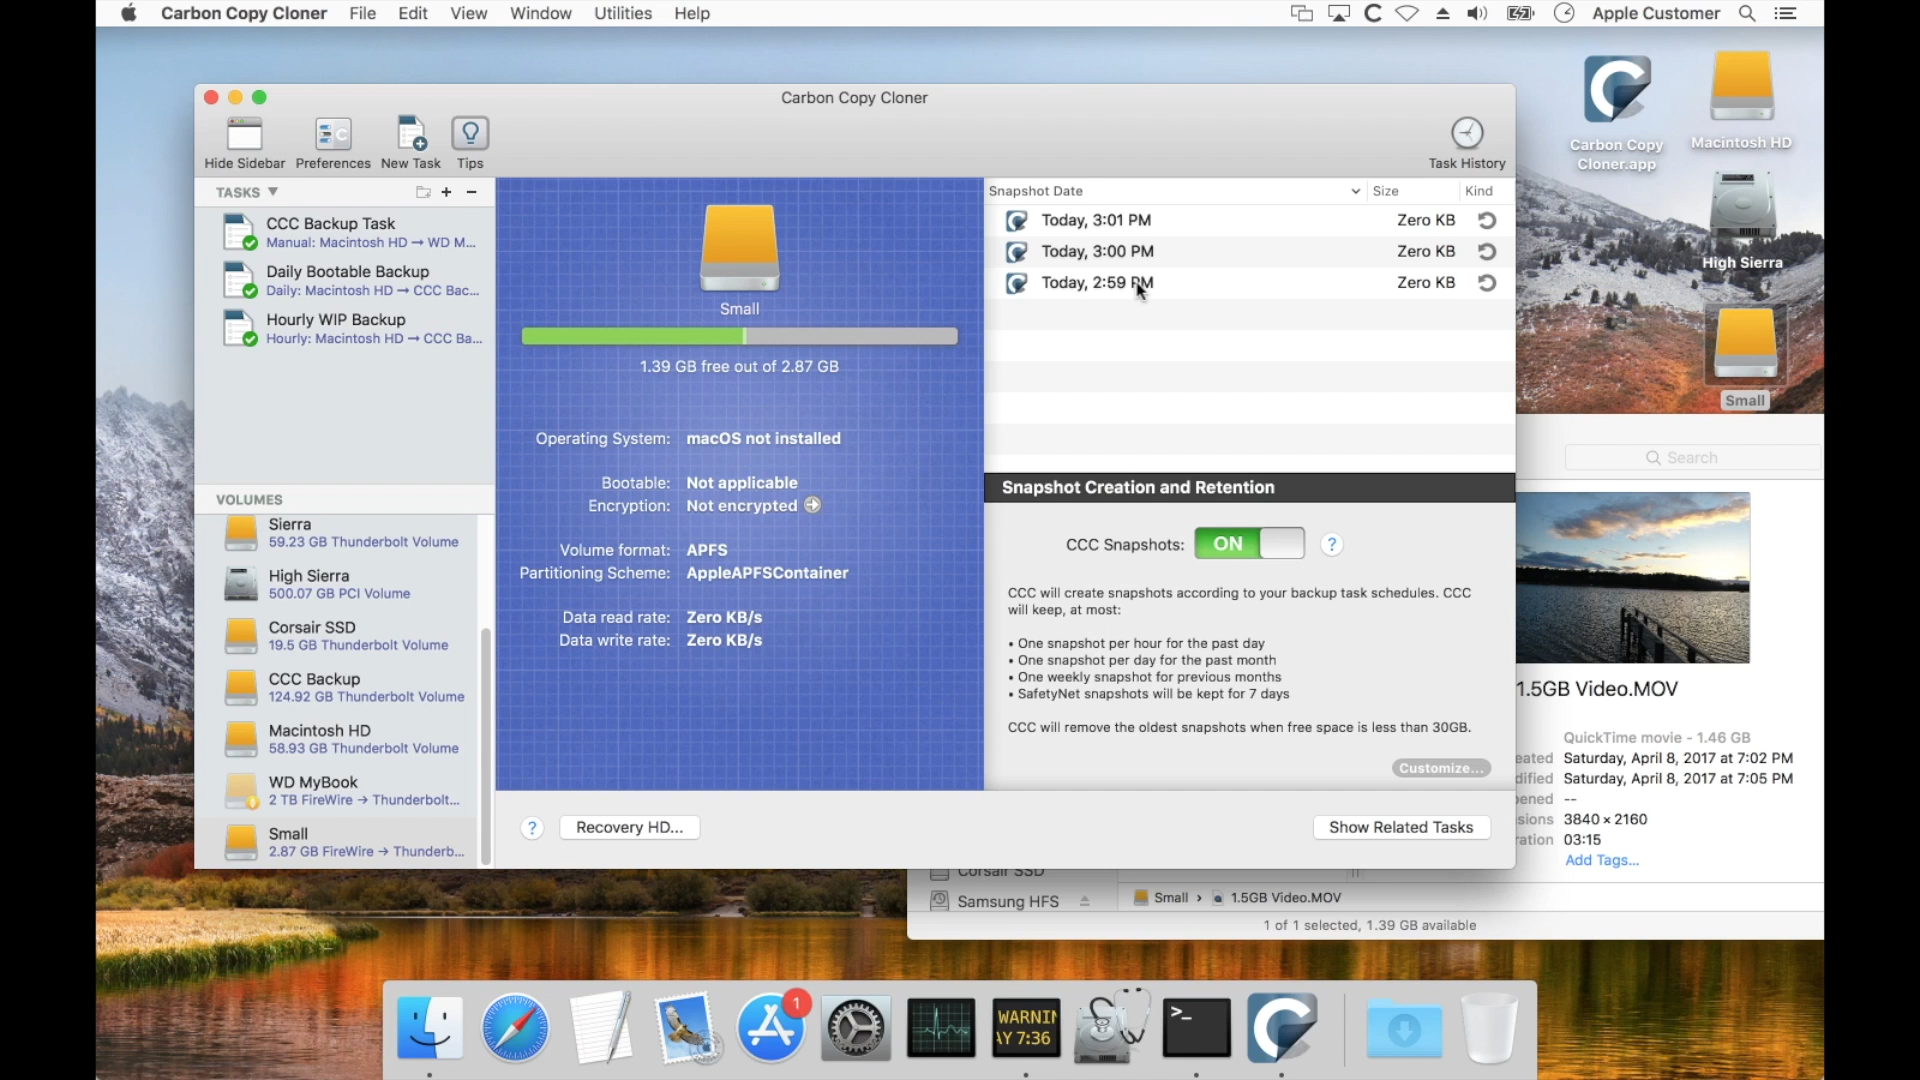 Carbon Copy Cloner File Edit View Window Utilities Help Apple Customer
Carbon Copy Cloner
Hide Sidebar Preferences New Task Tips Task History
TASKS
CCC Backup Task
Manual: Macintosh HD → WD M...
Daily Bootable Backup
Daily: Macintosh HD → CCC Bac...
Hourly WIP Backup
Hourly: Macintosh HD → CCC Ba...
VOLUMES
Sierra
59.23 GB Thunderbolt Volume
High Sierra
500.07 GB PCI Volume
Corsair SSD
19.5 GB Thunderbolt Volume
CCC Backup
124.92 GB Thunderbolt Volume
Macintosh HD
58.93 GB Thunderbolt Volume
WD MyBook
2 TB FireWire → Thunderbolt...
Small
2.87 GB FireWire → Thunderb...
Small
1.39 GB free out of 2.87 GB
Operating System: macOS not installed
Bootable: Not applicable
Encryption: Not encrypted
Volume format: APFS
Partitioning Scheme: AppleAPFSContainer
Data read rate: Zero KB/s
Data write rate: Zero KB/s
? Recovery HD...
Snapshot Date Size Kind
Today, 3:01 PM Zero KB
Today, 3:00 PM Zero KB
Today, 2:59 PM Zero KB
Snapshot Creation and Retention
CCC Snapshots: ON ?
CCC will create snapshots according to your backup task schedules. CCC
will keep, at most:
• One snapshot per hour for the past day
• One snapshot per day for the past month
• One weekly snapshot for previous months
• SafetyNet snapshots will be kept for 7 days
CCC will remove the oldest snapshots when free space is less than 30GB.
Customize...
Show Related Tasks
Carbon Copy
Cloner.app
Macintosh HD
High Sierra
Small
Search
1.5GB Video.MOV
QuickTime movie - 1.46 GB
eated Saturday, April 8, 2017 at 7:02 PM
dified Saturday, April 8, 2017 at 7:05 PM
ened --
sions 3840 × 2160
ration 03:15
Add Tags...
Corsair SSD
Samsung HFS
Small › 1.5GB Video.MOV
1 of 1 selected, 1.39 GB available
1
WARNIN
AY 7:36
>_